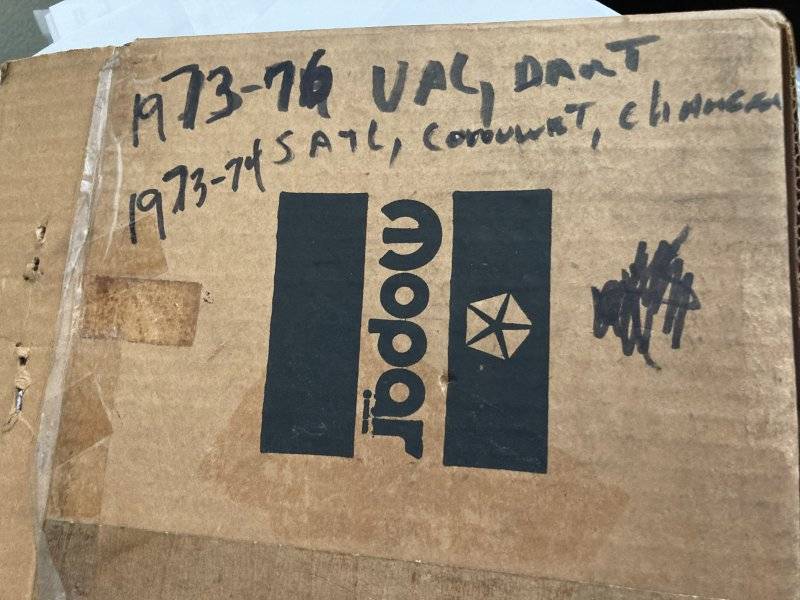 1973-76 VAL, DART
1973-74 SATL, CORONET, CHARGER
mopar